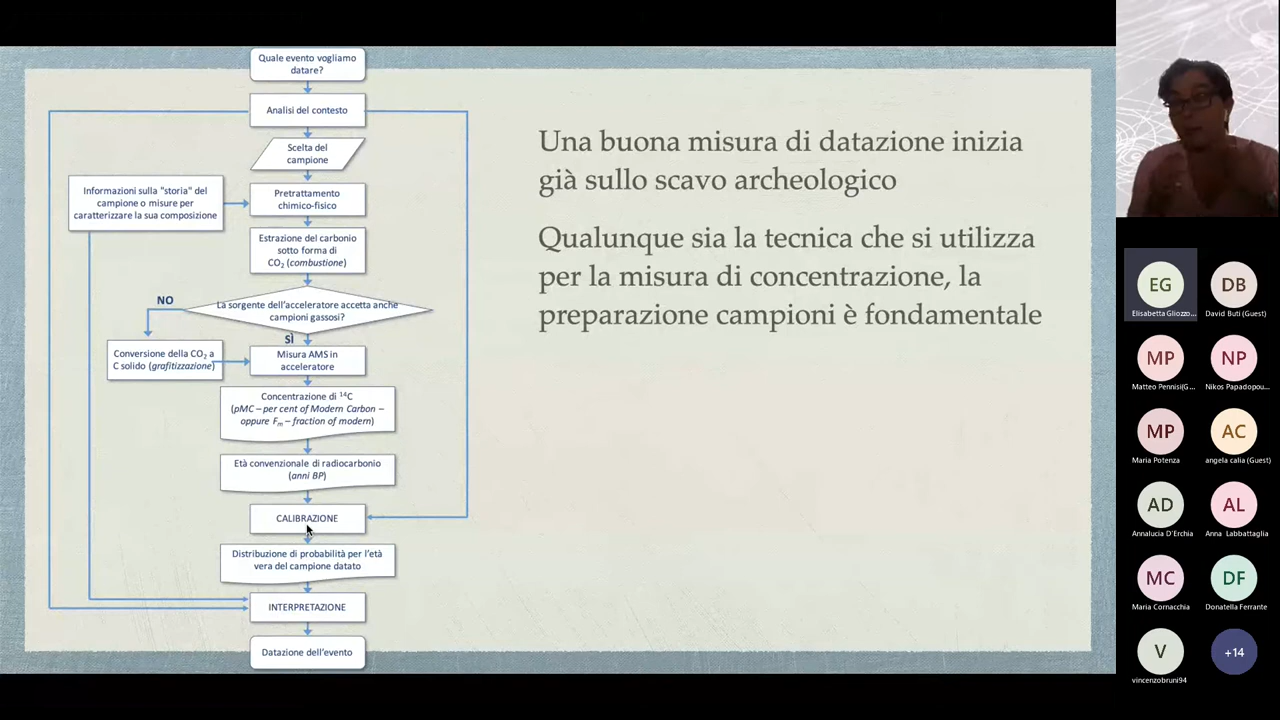 Quale evento vogliamo
datare?
Analisi del contesto
Scelta del
campione
Informazioni sulla "storia" del
campione o misure per
caratterizzare la sua composizione
Pretrattamento
chimico-fisico
Estrazione del carbonio
sotto forma di
CO₂ (combustione)
NO
La sorgente dell'acceleratore accetta anche
campioni gassosi?
SÌ
Conversione della CO₂ a
C solido (grafitizzazione)
Misura AMS in
acceleratore
Concentrazione di ¹⁴C
(pMC – per cent of Modern Carbon –
oppure Fₘ – fraction of modern)
Età convenzionale di radiocarbonio
(anni BP)
CALIBRAZIONE
Distribuzione di probabilità per l'età
vera del campione datato
INTERPRETAZIONE
Datazione dell'evento
Una buona misura di datazione inizia
già sullo scavo archeologico
Qualunque sia la tecnica che si utilizza
per la misura di concentrazione, la
preparazione campioni è fondamentale
EG
Elisabetta Gliozzo...
DB
David Buti (Guest)
MP
Matteo Pennisi(G...
NP
Nikos Papadopou...
MP
Maria Potenza
AC
angela calia (Guest)
AD
Annalucia D'Erchia
AL
Anna Labbattaglia
MC
Maria Cornacchia
DF
Donatella Ferrante
V
vincenzobruni94
+14